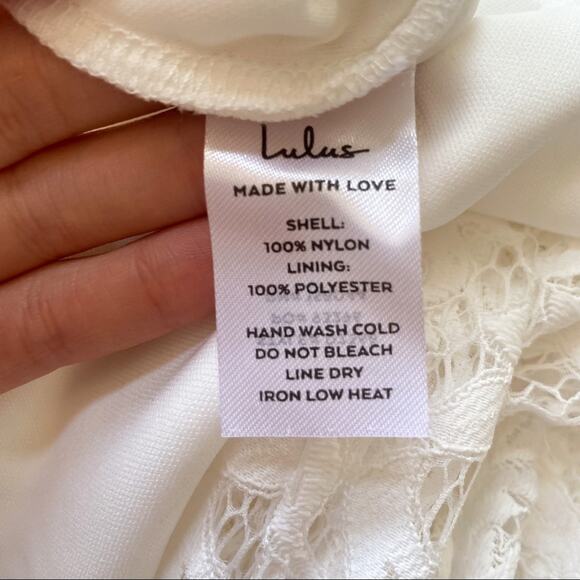 Lulus
MADE WITH LOVE
SHELL:
100% NYLON
LINING:
100% POLYESTER
HAND WASH COLD
DO NOT BLEACH
LINE DRY
IRON LOW HEAT